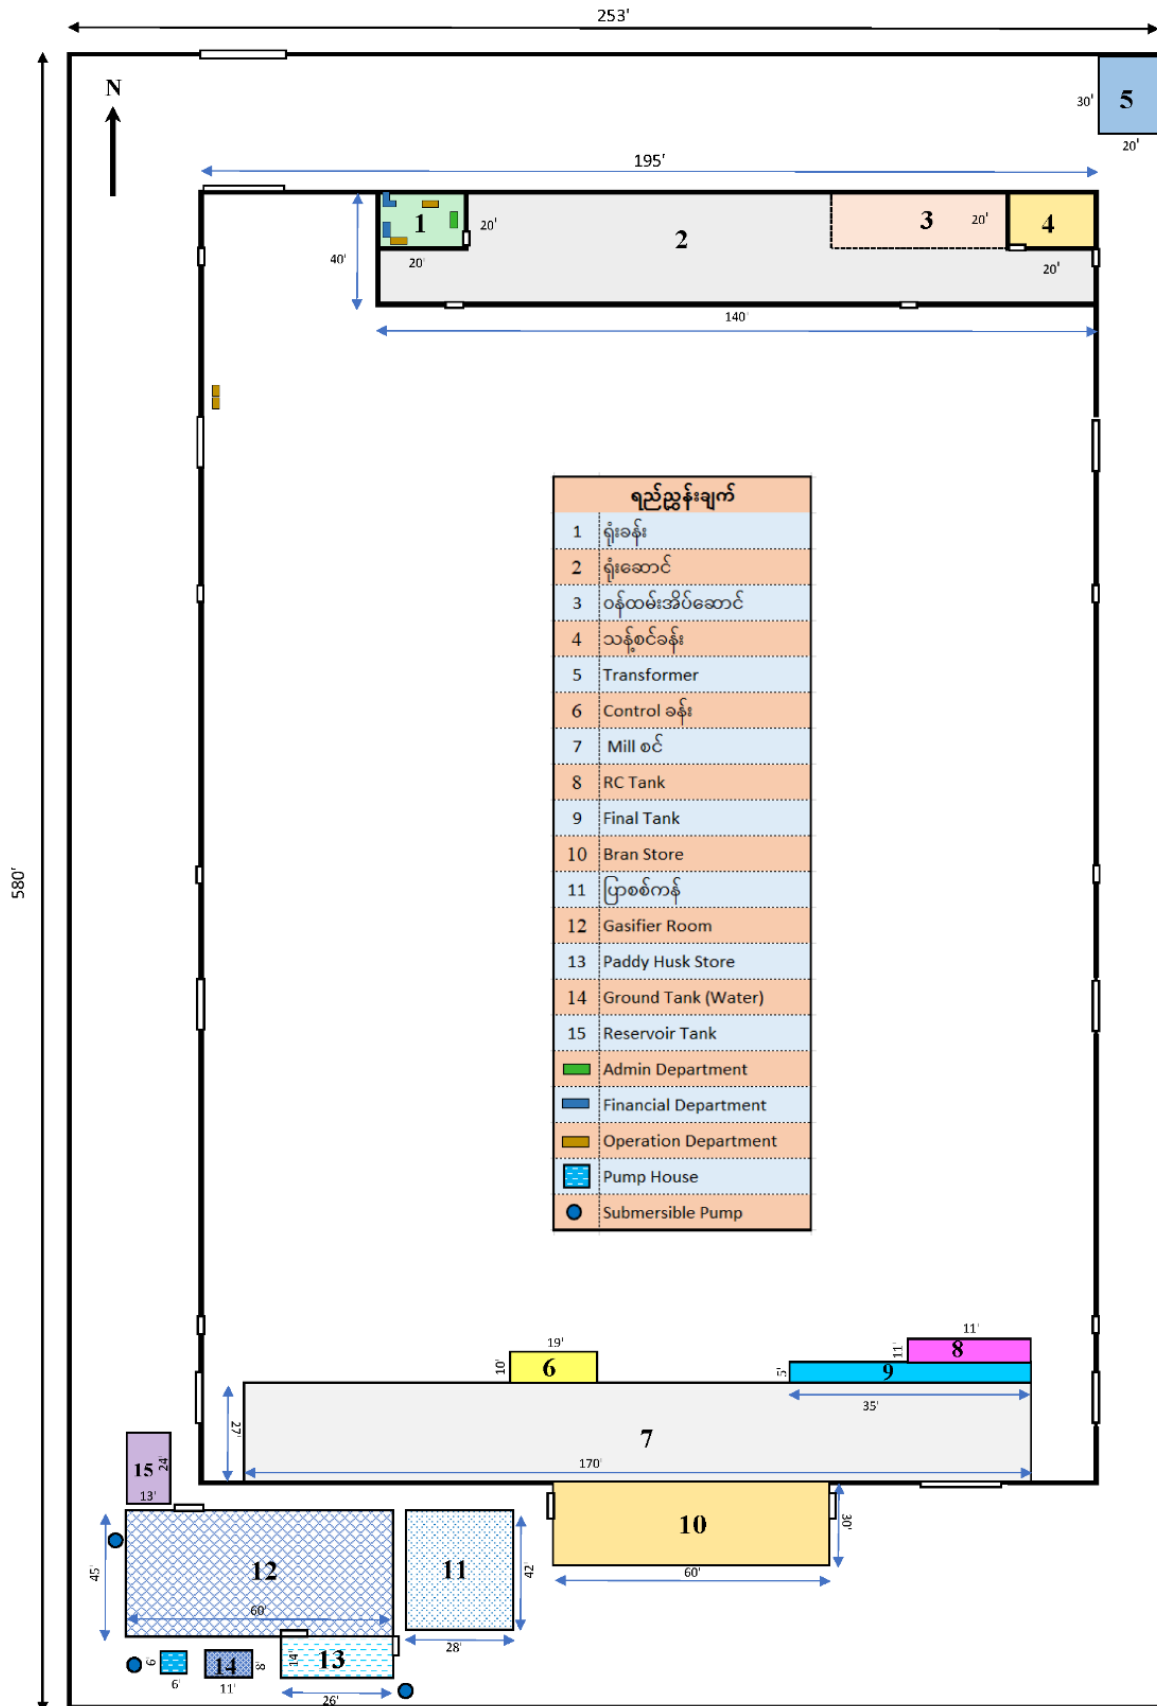 253'
N
5
30'
20'
195'
1
20'
20'
2
3
20'
4
20'
40'
140'
580'
ရည်ညွှန်းချက်
1 ရုံးခန်း
2 ရုံးဆောင်
3 ဝန်ထမ်းအိပ်ဆောင်
4 သန့်စင်ခန်း
5 Transformer
6 Control ခန်း
7 Mill စင်
8 RC Tank
9 Final Tank
10 Bran Store
11 ပြာစစ်ကန်
12 Gasifier Room
13 Paddy Husk Store
14 Ground Tank (Water)
15 Reservoir Tank
Admin Department
Financial Department
Operation Department
Pump House
Submersible Pump
19'
10'
6
11'
11'
8
5'
9
35'
27'
7
170'
15
24'
13'
10
30'
60'
45'
12
60'
11
42'
28'
6'
6'
14
8'
11'
14'
13
26'